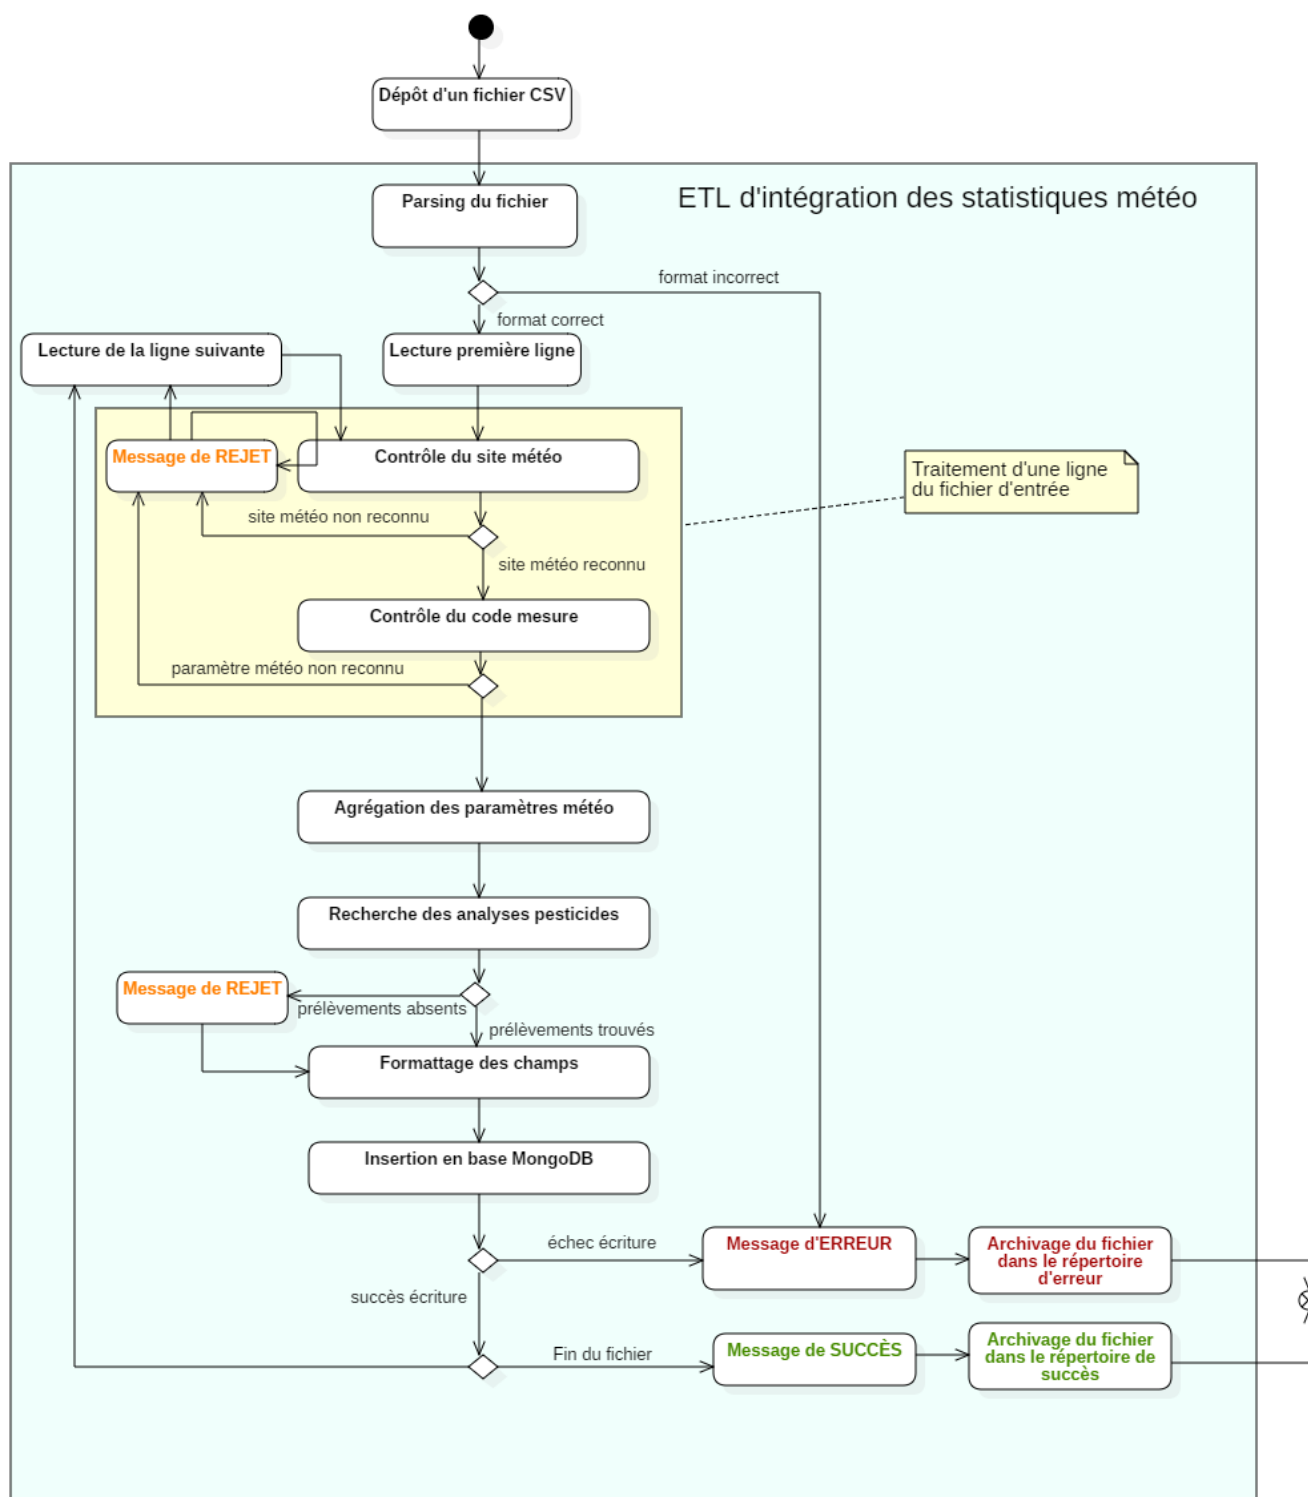 Dépôt d'un fichier CSV
ETL d'intégration des statistiques météo
Parsing du fichier
format incorrect
format correct
Lecture de la ligne suivante
Lecture première ligne
Message de REJET
Contrôle du site météo
Traitement d'une ligne
du fichier d'entrée
site météo non reconnu
site météo reconnu
Contrôle du code mesure
paramètre météo non reconnu
Agrégation des paramètres météo
Recherche des analyses pesticides
Message de REJET
prélèvements absents
prélèvements trouvés
Formattage des champs
Insertion en base MongoDB
échec écriture
Message d'ERREUR
Archivage du fichier
dans le répertoire
d'erreur
succès écriture
Fin du fichier
Message de SUCCÈS
Archivage du fichier
dans le répertoire de
succès